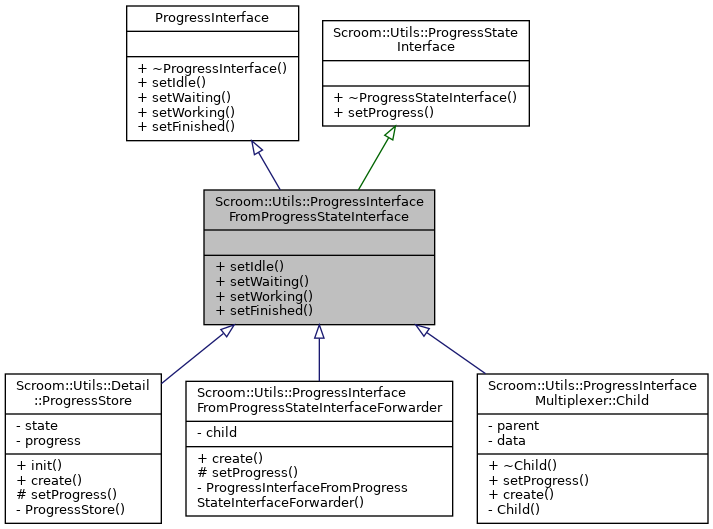 ProgressInterface
+ ~ProgressInterface()
+ setIdle()
+ setWaiting()
+ setWorking()
+ setFinished()
Scroom::Utils::ProgressState
Interface
+ ~ProgressStateInterface()
+ setProgress()
Scroom::Utils::ProgressInterface
FromProgressStateInterface
+ setIdle()
+ setWaiting()
+ setWorking()
+ setFinished()
Scroom::Utils::Detail
::ProgressStore
- state
- progress
+ init()
+ create()
# setProgress()
- ProgressStore()
Scroom::Utils::ProgressInterface
FromProgressStateInterfaceForwarder
- child
+ create()
# setProgress()
- ProgressInterfaceFromProgress
StateInterfaceForwarder()
Scroom::Utils::ProgressInterface
Multiplexer::Child
- parent
- data
+ ~Child()
+ setProgress()
+ create()
- Child()